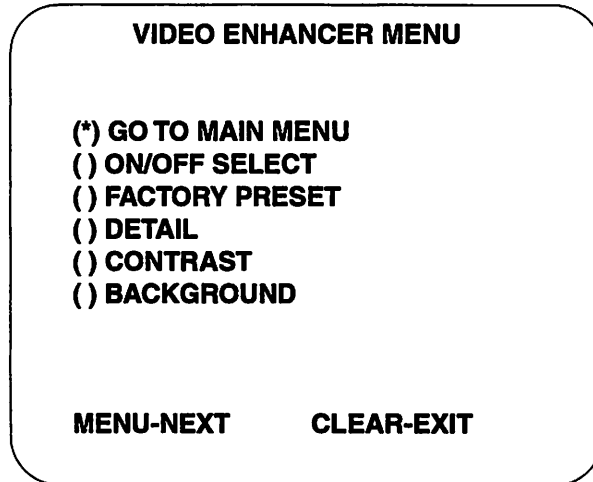 VIDEO ENHANCER MENU
(*) GO TO MAIN MENU
( ) ON/OFF SELECT
( ) FACTORY PRESET
( ) DETAIL
( ) CONTRAST
( ) BACKGROUND
MENU-NEXT CLEAR-EXIT